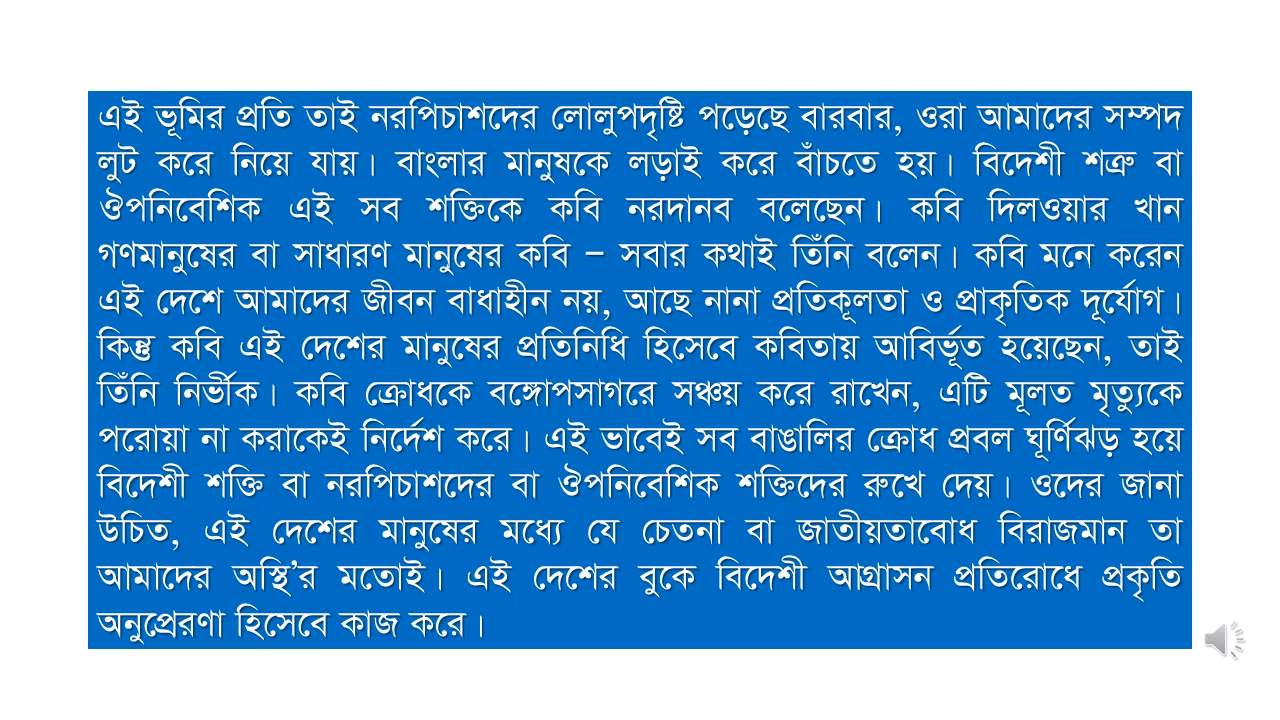 এই ভূমির প্রতি তাই নরপিচাশদের লোলুপদৃষ্টি পড়েছে বারবার, ওরা আমাদের সম্পদ
লুট করে নিয়ে যায়। বাংলার মানুষকে লড়াই করে বাঁচতে হয়। বিদেশী শত্রু বা
ঔপনিবেশিক এই সব শক্তিকে কবি নরদানব বলেছেন। কবি দিলওয়ার খান
গণমানুষের বা সাধারণ মানুষের কবি – সবার কথাই তিঁনি বলেন। কবি মনে করেন
এই দেশে আমাদের জীবন বাধাহীন নয়, আছে নানা প্রতিকূলতা ও প্রাকৃতিক দূর্যোগ।
কিন্তু কবি এই দেশের মানুষের প্রতিনিধি হিসেবে কবিতায় আবির্ভূত হয়েছেন, তাই
তিঁনি নির্ভীক। কবি ক্রোধকে বঙ্গোপসাগরে সঞ্চয় করে রাখেন, এটি মূলত মৃত্যুকে
পরোয়া না করাকেই নির্দেশ করে। এই ভাবেই সব বাঙালির ক্রোধ প্রবল ঘূর্ণিঝড় হয়ে
বিদেশী শক্তি বা নরপিচাশদের বা ঔপনিবেশিক শক্তিদের রুখে দেয়। ওদের জানা
উচিত, এই দেশের মানুষের মধ্যে যে চেতনা বা জাতীয়তাবোধ বিরাজমান তা
আমাদের অস্থি’র মতোই। এই দেশের বুকে বিদেশী আগ্রাসন প্রতিরোধে প্রকৃতি
অনুপ্রেরণা হিসেবে কাজ করে।